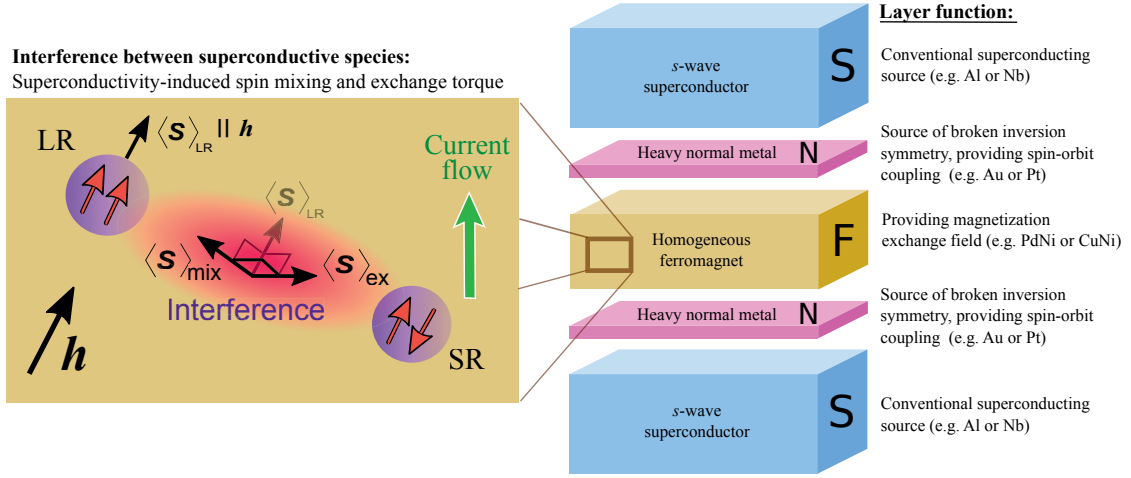 Interference between superconductive species:
Superconductivity-induced spin mixing and exchange torque
LR
⟨S⟩LR || h
⟨S⟩LR
⟨S⟩mix
⟨S⟩ex
Interference
SR
h
Current
flow
s-wave
superconductor
S
Heavy normal metal
N
Homogeneous
ferromagnet
F
Heavy normal metal
N
s-wave
superconductor
S
Layer function:
Conventional superconducting
source (e.g. Al or Nb)
Source of broken inversion
symmetry, providing spin-orbit
coupling (e.g. Au or Pt)
Providing magnetization
exchange field (e.g. PdNi or CuNi)
Source of broken inversion
symmetry, providing spin-orbit
coupling (e.g. Au or Pt)
Conventional superconducting
source (e.g. Al or Nb)